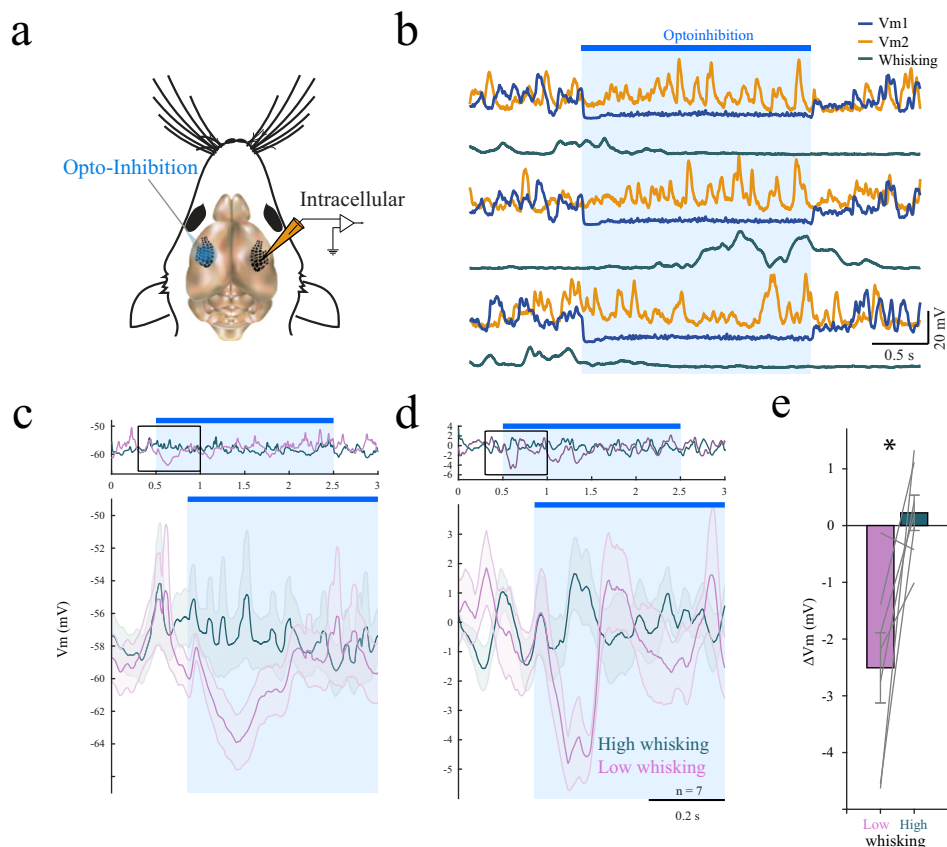 a
Opto-Inhibition
Intracellular
b
Optoinhibition
Vm1
Vm2
Whisking
20 mV
0.5 s
c
-50
-60
0 0.5 1 1.5 2 2.5 3
-50
-52
-54
-56
-58
-60
-62
-64
Vm (mV)
d
4
2
0
-2
-4
-6
0 0.5 1 1.5 2 2.5 3
3
2
1
0
-1
-2
-3
-4
-5
High whisking
Low whisking
n = 7
0.2 s
e
*
1
0
-1
-2
-3
-4
ΔVm (mV)
Low High
whisking